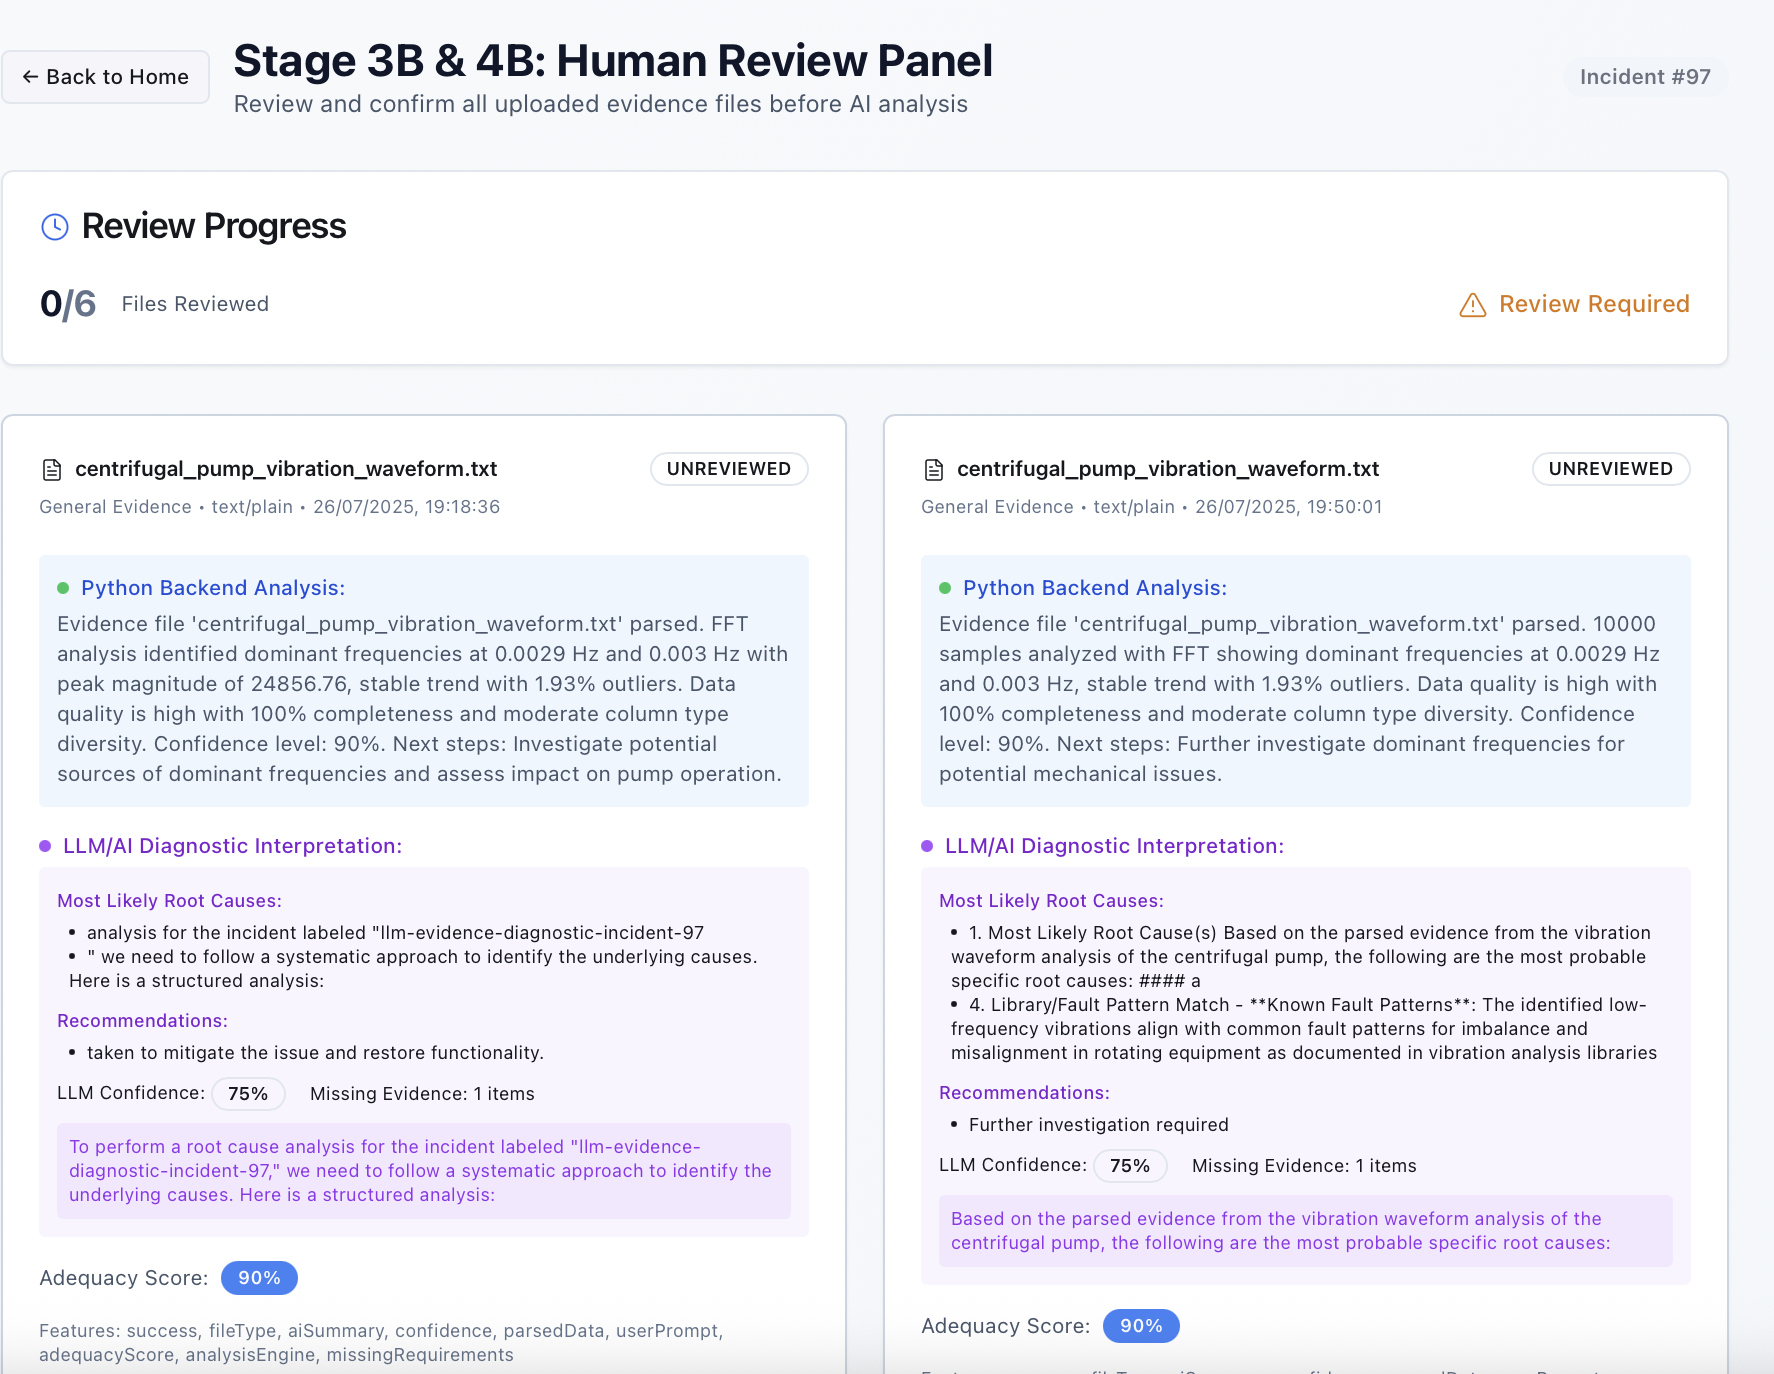 ← Back to Home
Stage 3B & 4B: Human Review Panel
Review and confirm all uploaded evidence files before AI analysis
Incident #97
Review Progress
0/6 Files Reviewed
Review Required
centrifugal_pump_vibration_waveform.txt
UNREVIEWED
General Evidence • text/plain • 26/07/2025, 19:18:36
Python Backend Analysis:
Evidence file 'centrifugal_pump_vibration_waveform.txt' parsed. FFT
analysis identified dominant frequencies at 0.0029 Hz and 0.003 Hz with
peak magnitude of 24856.76, stable trend with 1.93% outliers. Data
quality is high with 100% completeness and moderate column type
diversity. Confidence level: 90%. Next steps: Investigate potential
sources of dominant frequencies and assess impact on pump operation.
LLM/AI Diagnostic Interpretation:
Most Likely Root Causes:
• analysis for the incident labeled "llm-evidence-diagnostic-incident-97
• " we need to follow a systematic approach to identify the underlying causes.
Here is a structured analysis:
Recommendations:
• taken to mitigate the issue and restore functionality.
LLM Confidence: 75% Missing Evidence: 1 items
To perform a root cause analysis for the incident labeled "llm-evidence-
diagnostic-incident-97," we need to follow a systematic approach to identify the
underlying causes. Here is a structured analysis:
Adequacy Score: 90%
Features: success, fileType, aiSummary, confidence, parsedData, userPrompt,
adequacyScore, analysisEngine, missingRequirements
centrifugal_pump_vibration_waveform.txt
UNREVIEWED
General Evidence • text/plain • 26/07/2025, 19:50:01
Python Backend Analysis:
Evidence file 'centrifugal_pump_vibration_waveform.txt' parsed. 10000
samples analyzed with FFT showing dominant frequencies at 0.0029 Hz
and 0.003 Hz, stable trend with 1.93% outliers. Data quality is high with
100% completeness and moderate column type diversity. Confidence
level: 90%. Next steps: Further investigate dominant frequencies for
potential mechanical issues.
LLM/AI Diagnostic Interpretation:
Most Likely Root Causes:
• 1. Most Likely Root Cause(s) Based on the parsed evidence from the vibration
waveform analysis of the centrifugal pump, the following are the most probable
specific root causes: #### a
• 4. Library/Fault Pattern Match - **Known Fault Patterns**: The identified low-
frequency vibrations align with common fault patterns for imbalance and
misalignment in rotating equipment as documented in vibration analysis libraries
Recommendations:
• Further investigation required
LLM Confidence: 75% Missing Evidence: 1 items
Based on the parsed evidence from the vibration waveform analysis of the
centrifugal pump, the following are the most probable specific root causes:
Adequacy Score: 90%